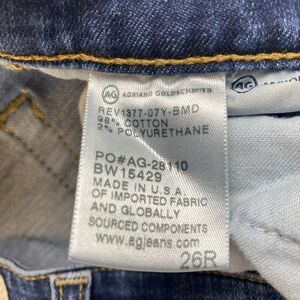 AG ADRIANO GOLDSCHMIED
REV1377-07Y-BMD
98% COTTON
2% POLYURETHANE
PO#AG-28110
BW15429
MADE IN U.S.A.
OF IMPORTED FABRIC
AND GLOBALLY
SOURCED COMPONENTS
www.agjeans.com
26R
AG